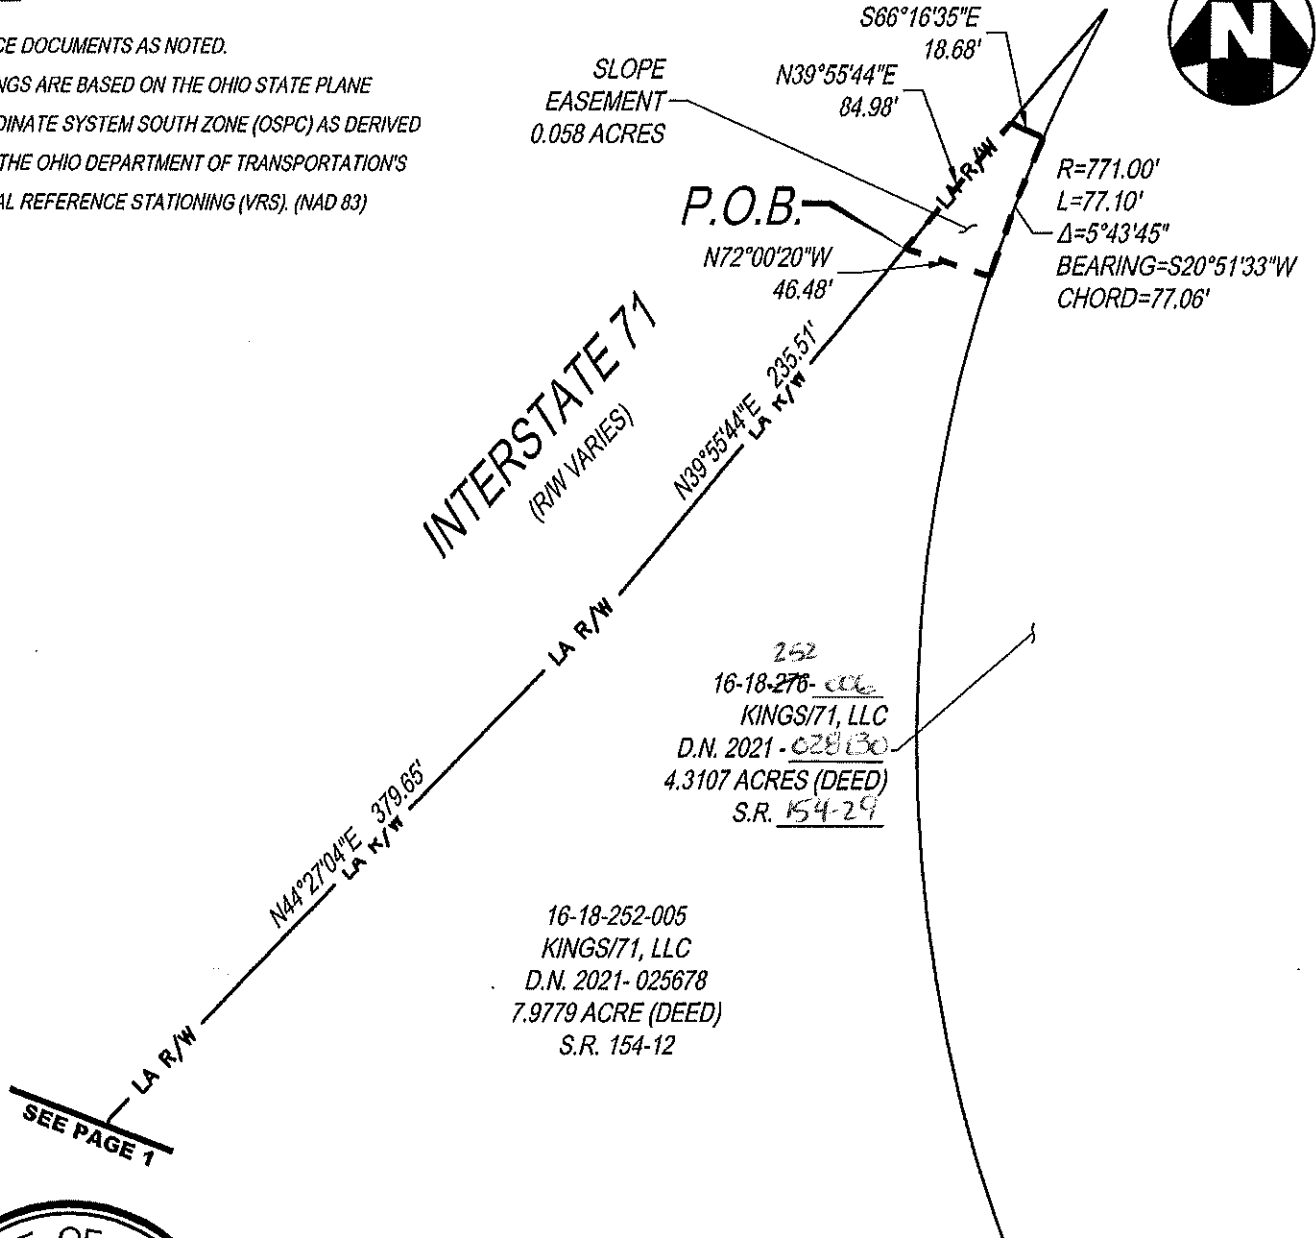 CE DOCUMENTS AS NOTED.
NGS ARE BASED ON THE OHIO STATE PLANE
DINATE SYSTEM SOUTH ZONE (OSPC) AS DERIVED
THE OHIO DEPARTMENT OF TRANSPORTATION'S
AL REFERENCE STATIONING (VRS). (NAD 83)
N
S66°16'35"E
18.68'
SLOPE
EASEMENT
0.058 ACRES
N39°55'44"E
84.98'
LA R/W
R=771.00'
L=77.10'
Δ=5°43'45"
BEARING=S20°51'33"W
CHORD=77.06'
P.O.B.
N72°00'20"W
46.48'
INTERSTATE 71
(R/W VARIES)
N39°55'44"E 235.51'
LA R/W
LA R/W
252
16-18-276-006
KINGS/71, LLC
D.N. 2021 - 028130
4.3107 ACRES (DEED)
S.R. 154-29
N44°27'04"E 379.65'
LA R/W
16-18-252-005
KINGS/71, LLC
D.N. 2021- 025678
7.9779 ACRE (DEED)
S.R. 154-12
LA R/W
SEE PAGE 1
OF